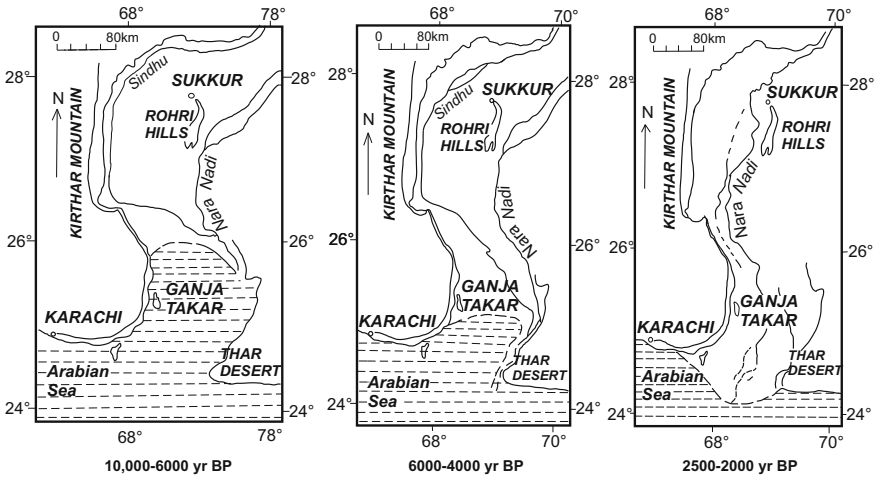 68°
78°
0
80km
28°
28°
Sindhu
SUKKUR
N
ROHRI
HILLS
KIRTHAR MOUNTAIN
Nara Nadi
26°
26°
GANJA
TAKAR
KARACHI
THAR
DESERT
Arabian
Sea
24°
24°
68°
78°
10,000-6000 yr BP
68°
70°
0
80km
28°
28°
SUKKUR
Sindhu
N
ROHRI
HILLS
KIRTHAR MOUNTAIN
Nara Nadi
26°
26°
GANJA
TAKAR
KARACHI
THAR
DESERT
Arabian
Sea
24°
24°
68°
70°
6000-4000 yr BP
68°
70°
0
80km
28°
28°
SUKKUR
N
ROHRI
HILLS
KIRTHAR MOUNTAIN
Nara Nadi
26°
26°
GANJA
TAKAR
KARACHI
THAR
DESERT
Arabian
Sea
24°
24°
68°
70°
2500-2000 yr BP